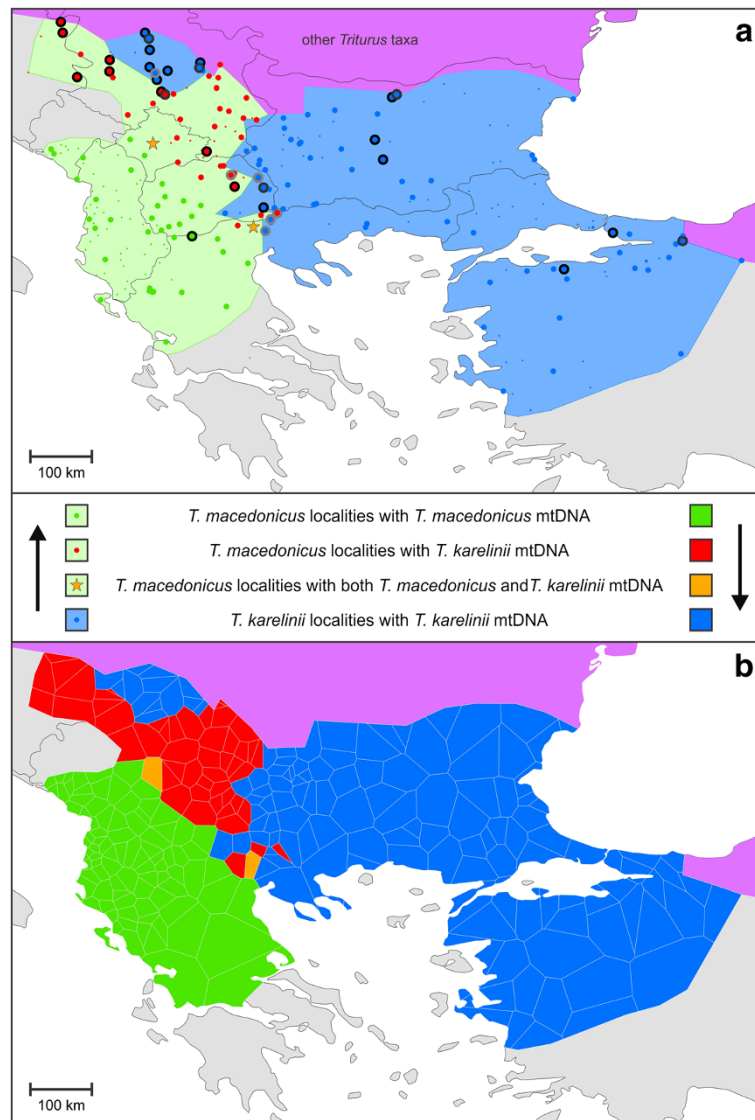 a
other Triturus taxa
100 km
T. macedonicus localities with T. macedonicus mtDNA
T. macedonicus localities with T. karelinii mtDNA
T. macedonicus localities with both T. macedonicus andT. karelinii mtDNA
T. karelinii localities with T. karelinii mtDNA
b
100 km